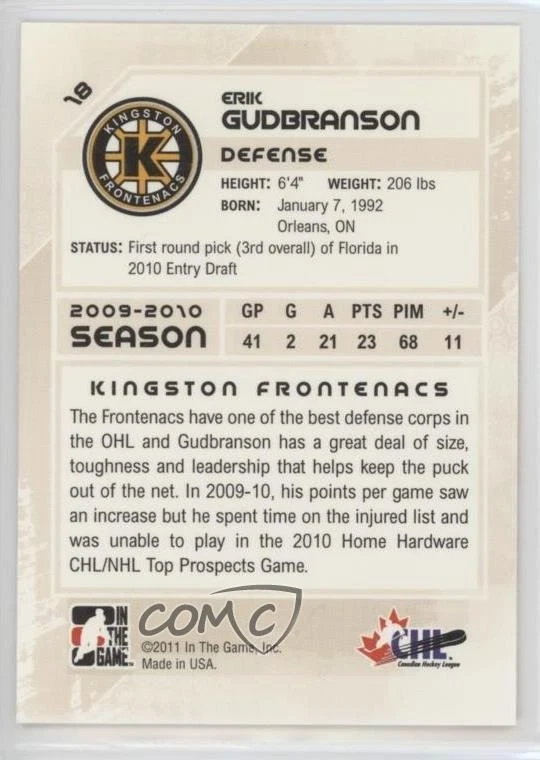 18
KINGSTON
K
FRONTENACS
ERIK
GUDBRANSON
DEFENSE
HEIGHT: 6'4" WEIGHT: 206 lbs
BORN: January 7, 1992
Orleans, ON
STATUS: First round pick (3rd overall) of Florida in
2010 Entry Draft
2009-2010
SEASON
GP G A PTS PIM +/-
41 2 21 23 68 11
KINGSTON FRONTENACS
The Frontenacs have one of the best defense corps in
the OHL and Gudbranson has a great deal of size,
toughness and leadership that helps keep the puck
out of the net. In 2009-10, his points per game saw
an increase but he spent time on the injured list and
was unable to play in the 2010 Home Hardware
CHL/NHL Top Prospects Game.
IN
THE
GAME
COMC
©2011 In The Game, Inc.
Made in USA.
CHL
Canadian Hockey League